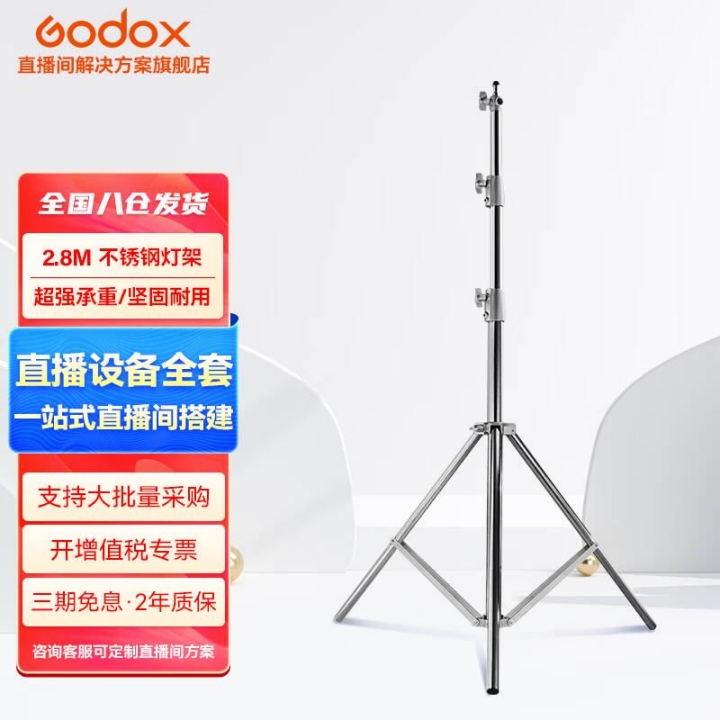 Godox
直播间解决方案旗舰店
全国八仓发货
2.8M 不锈钢灯架
超强承重/坚固耐用
直播设备全套
一站式直播间搭建
支持大批量采购
开增值税专票
三期免息·2年质保
咨询客服可定制直播间方案